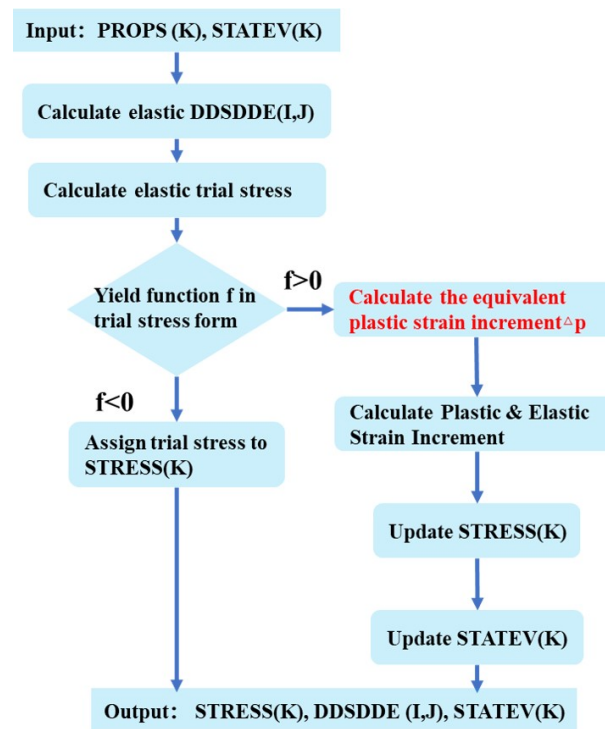 Input: PROPS (K), STATEV(K)
Calculate elastic DDSDDE(I,J)
Calculate elastic trial stress
Yield function f in
trial stress form
f>0
Calculate the equivalent
plastic strain increment△p
f<0
Assign trial stress to
STRESS(K)
Calculate Plastic & Elastic
Strain Increment
Update STRESS(K)
Update STATEV(K)
Output: STRESS(K), DDSDDE (I,J), STATEV(K)